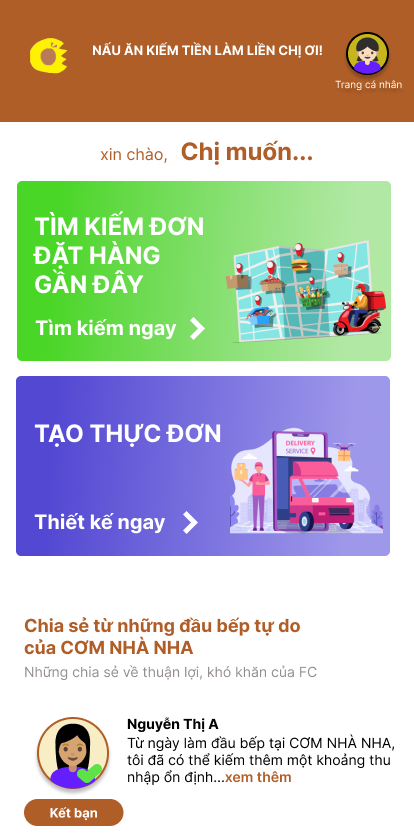 NẤU ĂN KIẾM TIỀN LÀM LIỀN CHỊ ƠI!
Trang cá nhân
xin chào, Chị muốn...
TÌM KIẾM ĐƠN
ĐẶT HÀNG
GẦN ĐÂY
Tìm kiếm ngay
TẠO THỰC ĐƠN
DELIVERY
SERVICE
Thiết kế ngay
Chia sẻ từ những đầu bếp tự do
của CƠM NHÀ NHA
Những chia sẻ về thuận lợi, khó khăn của FC
Nguyễn Thị A
Từ ngày làm đầu bếp tại CƠM NHÀ NHA,
tôi đã có thể kiếm thêm một khoảng thu
nhập ổn định...xem thêm
Kết bạn